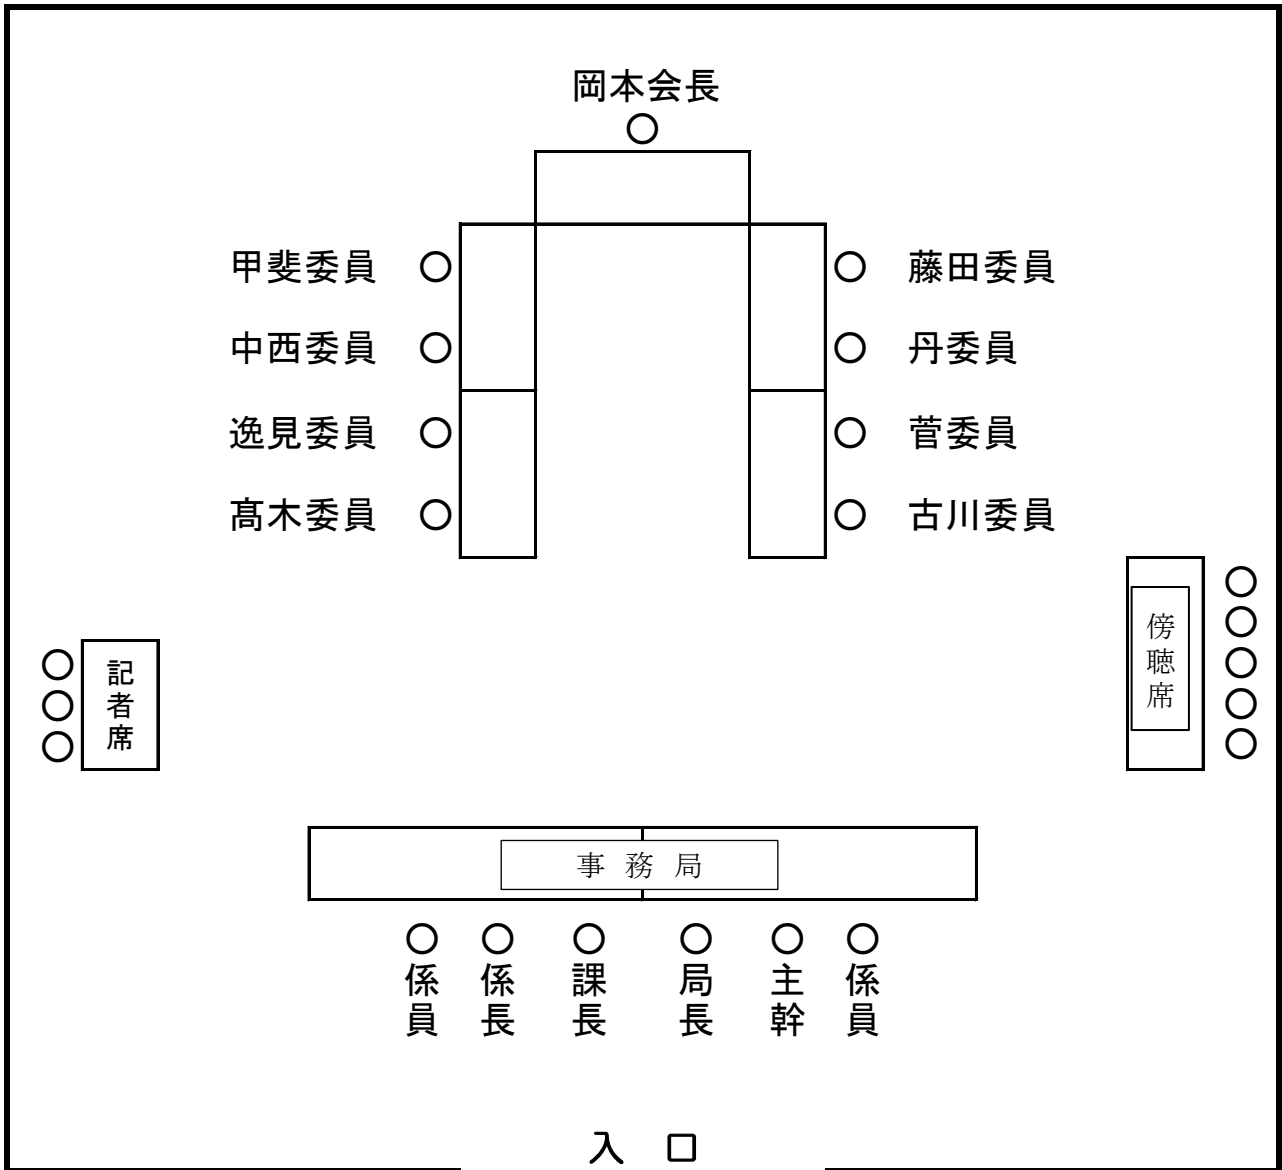 岡本会長
甲斐委員
藤田委員
中西委員
丹委員
逸見委員
菅委員
髙木委員
古川委員
記者席
傍聴席
事務局
係員
係長
課長
局長
主幹
係員
入口